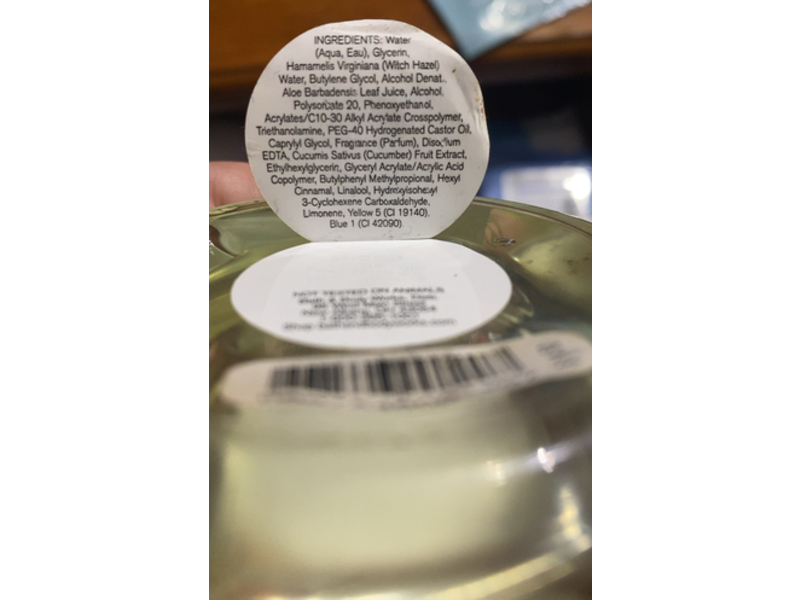 INGREDIENTS: Water
(Aqua, Eau), Glycerin,
Hamamelis Virginiana (Witch Hazel)
Water, Butylene Glycol, Alcohol Denat.,
Aloe Barbadensis Leaf Juice, Alcohol,
Polysorbate 20, Phenoxyethanol,
Acrylates/C10-30 Alkyl Acrylate Crosspolymer,
Triethanolamine, PEG-40 Hydrogenated Castor Oil,
Caprylyl Glycol, Fragrance (Parfum), Disodium
EDTA, Cucumis Sativus (Cucumber) Fruit Extract,
Ethylhexylglycerin, Glyceryl Acrylate/Acrylic Acid
Copolymer, Butylphenyl Methylpropional, Hexyl
Cinnamal, Linalool, Hydroxyisohexyl
3-Cyclohexene Carboxaldehyde,
Limonene, Yellow 5 (CI 19140),
Blue 1 (CI 42090)
NOT TESTED ON ANIMALS